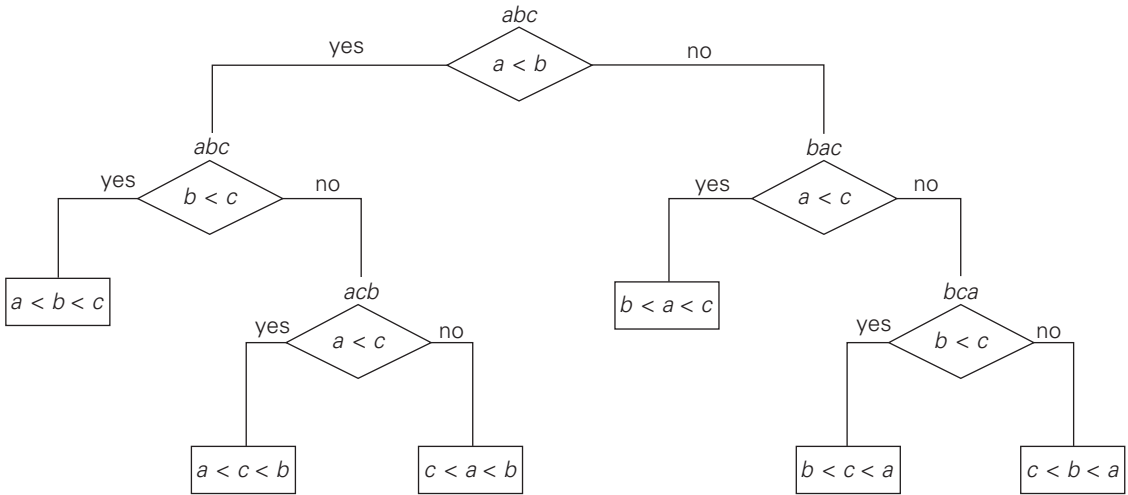 abc
yes
a < b
no
abc
bac
yes
b < c
no
yes
a < c
no
a < b < c
acb
b < a < c
bca
yes
a < c
no
yes
b < c
no
a < c < b
c < a < b
b < c < a
c < b < a